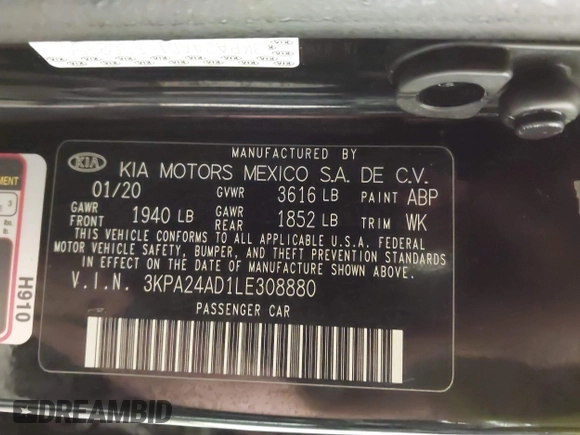 MANUFACTURED BY
KIA KIA MOTORS MEXICO S.A. DE C.V.
01/20 GVWR 3616 LB PAINT ABP
GAWR FRONT 1940 LB GAWR REAR 1852 LB TRIM WK
THIS VEHICLE CONFORMS TO ALL APPLICABLE U.S.A. FEDERAL
MOTOR VEHICLE SAFETY, BUMPER, AND THEFT PREVENTION STANDARDS
IN EFFECT ON THE DATE OF MANUFACTURE SHOWN ABOVE.
V.I.N. 3KPA24AD1LE308880
PASSENGER CAR
H910
DREAMBID